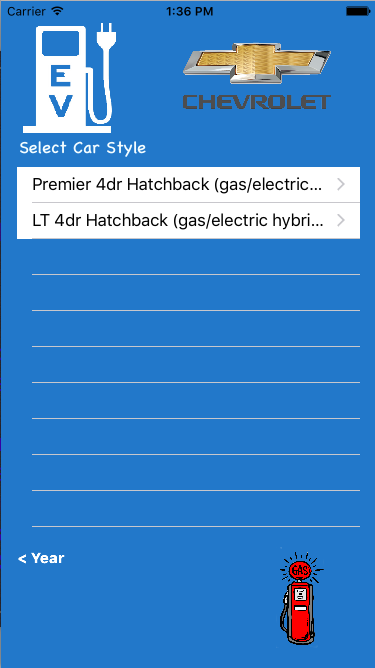 Carrier 1:36 PM
EV
CHEVROLET
Select Car Style
Premier 4dr Hatchback (gas/electric...
LT 4dr Hatchback (gas/electric hybri...
< Year
GAS